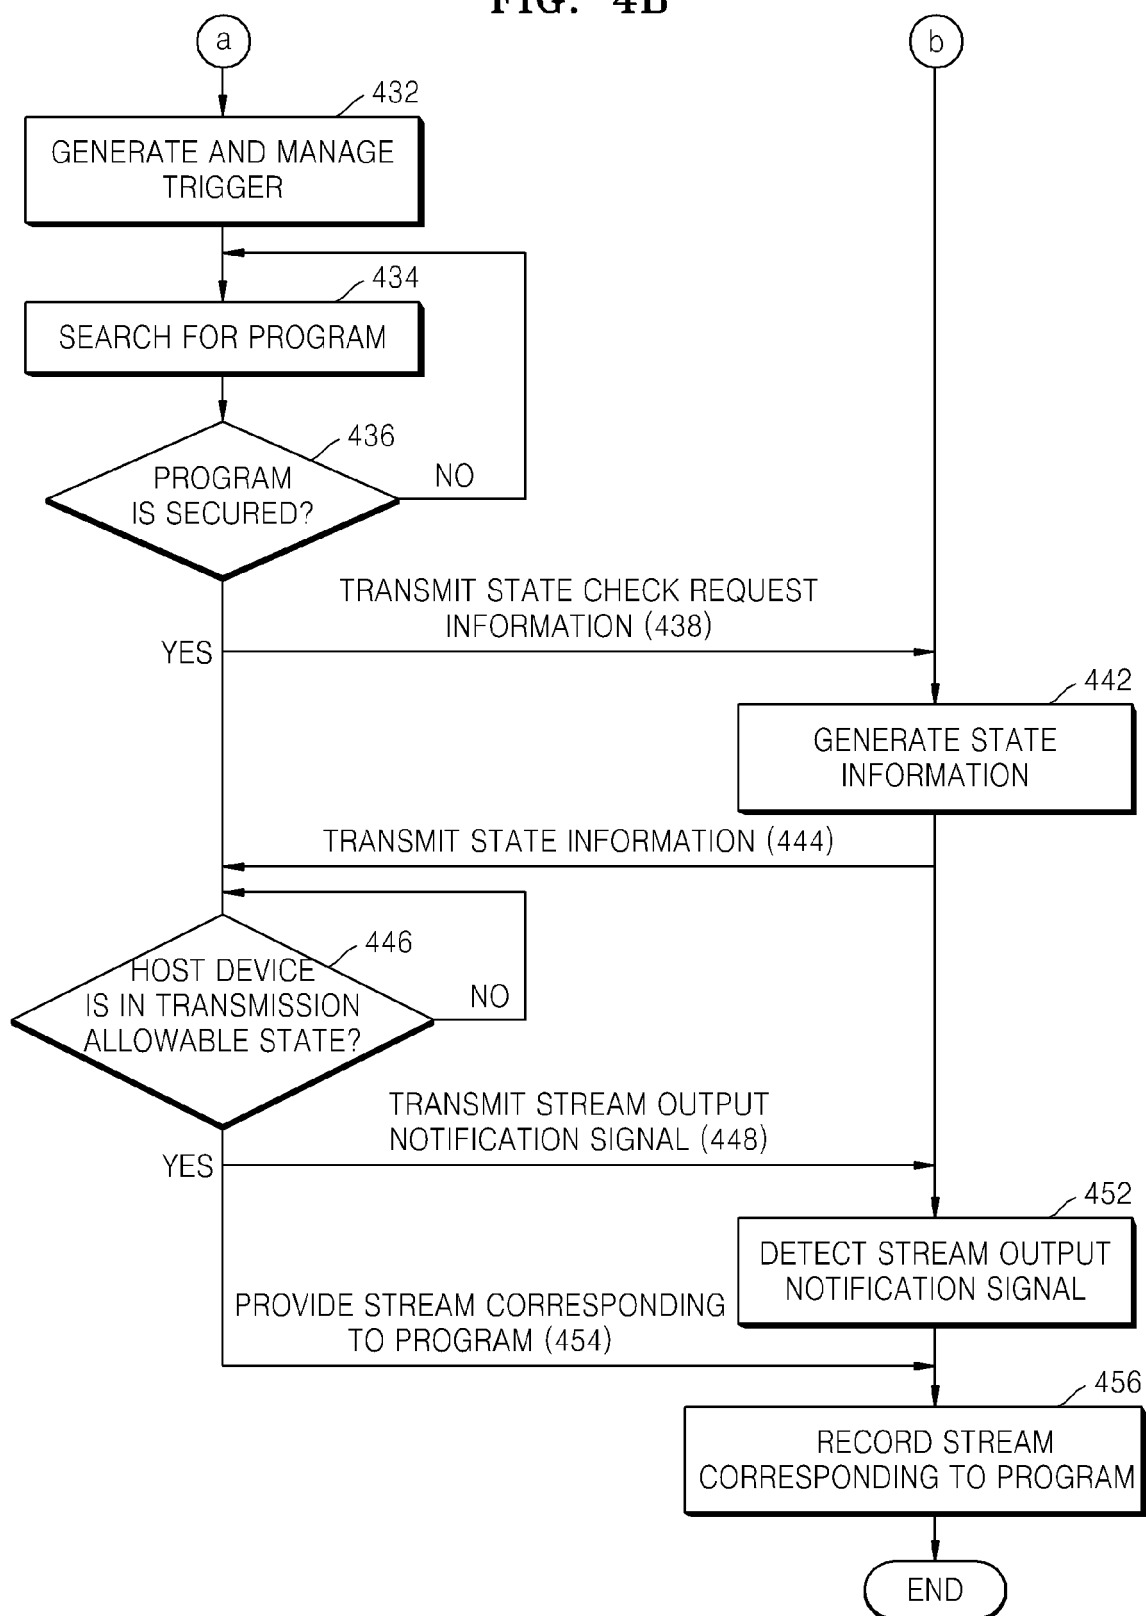 FIG. 4B
a
b
432
GENERATE AND MANAGE
TRIGGER
434
SEARCH FOR PROGRAM
436
PROGRAM
IS SECURED?
NO
TRANSMIT STATE CHECK REQUEST
INFORMATION (438)
YES
442
GENERATE STATE
INFORMATION
TRANSMIT STATE INFORMATION (444)
446
HOST DEVICE
IS IN TRANSMISSION
ALLOWABLE STATE?
NO
TRANSMIT STREAM OUTPUT
NOTIFICATION SIGNAL (448)
YES
452
DETECT STREAM OUTPUT
NOTIFICATION SIGNAL
PROVIDE STREAM CORRESPONDING
TO PROGRAM (454)
456
RECORD STREAM
CORRESPONDING TO PROGRAM
END